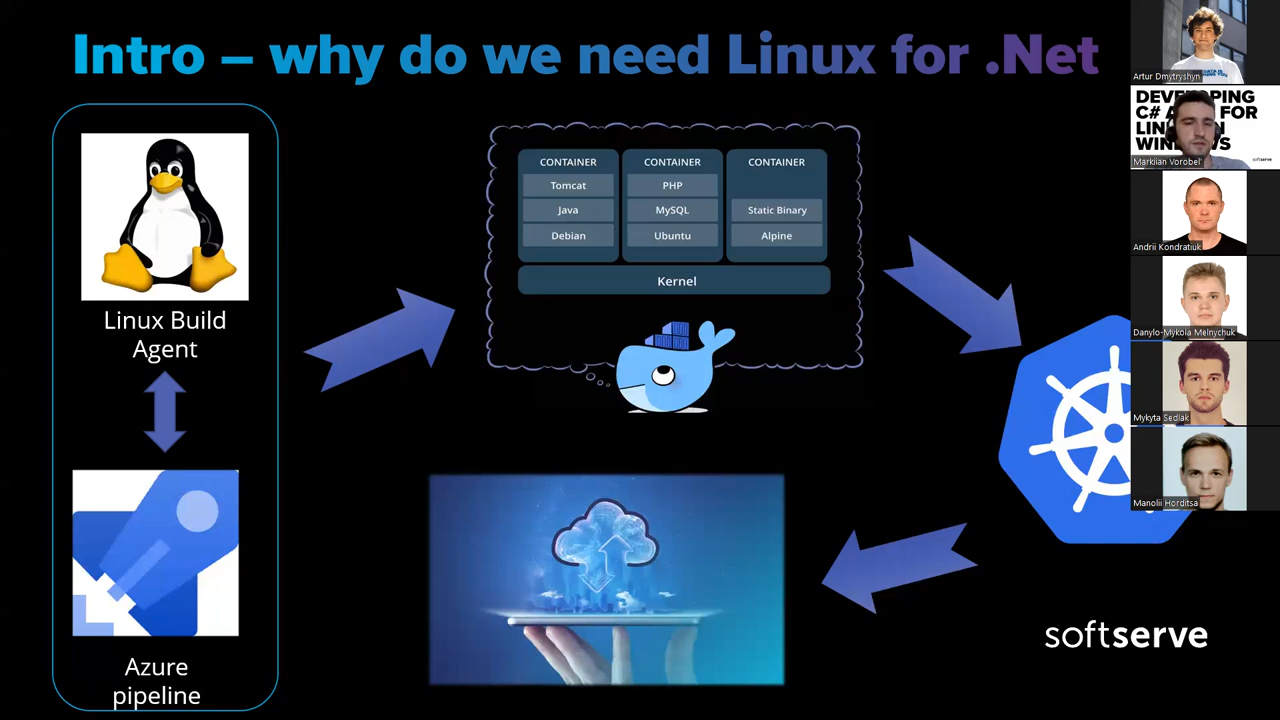 Intro – why do we need Linux for .Net
Linux Build
Agent
Azure
pipeline
CONTAINER
Tomcat
Java
Debian
CONTAINER
PHP
MySQL
Ubuntu
CONTAINER
Static Binary
Alpine
Kernel
softserve
Artur Dmytryshyn
softserve
Markiian Vorobel'
Andrii Kondratiuk
Danylo-Mykola Melnychuk
Mykyta Sedlak
Manolii Horditsa